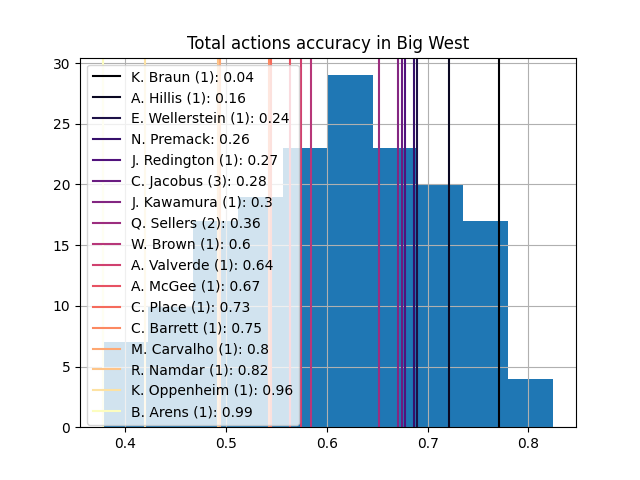 Total actions accuracy in Big West
30
25
20
15
10
5
0
K. Braun (1): 0.04
A. Hillis (1): 0.16
E. Wellerstein (1): 0.24
N. Premack: 0.26
J. Redington (1): 0.27
C. Jacobus (3): 0.28
J. Kawamura (1): 0.3
Q. Sellers (2): 0.36
W. Brown (1): 0.6
A. Valverde (1): 0.64
A. McGee (1): 0.67
C. Place (1): 0.73
C. Barrett (1): 0.75
M. Carvalho (1): 0.8
R. Namdar (1): 0.82
K. Oppenheim (1): 0.96
B. Arens (1): 0.99
0.4 0.5 0.6 0.7 0.8